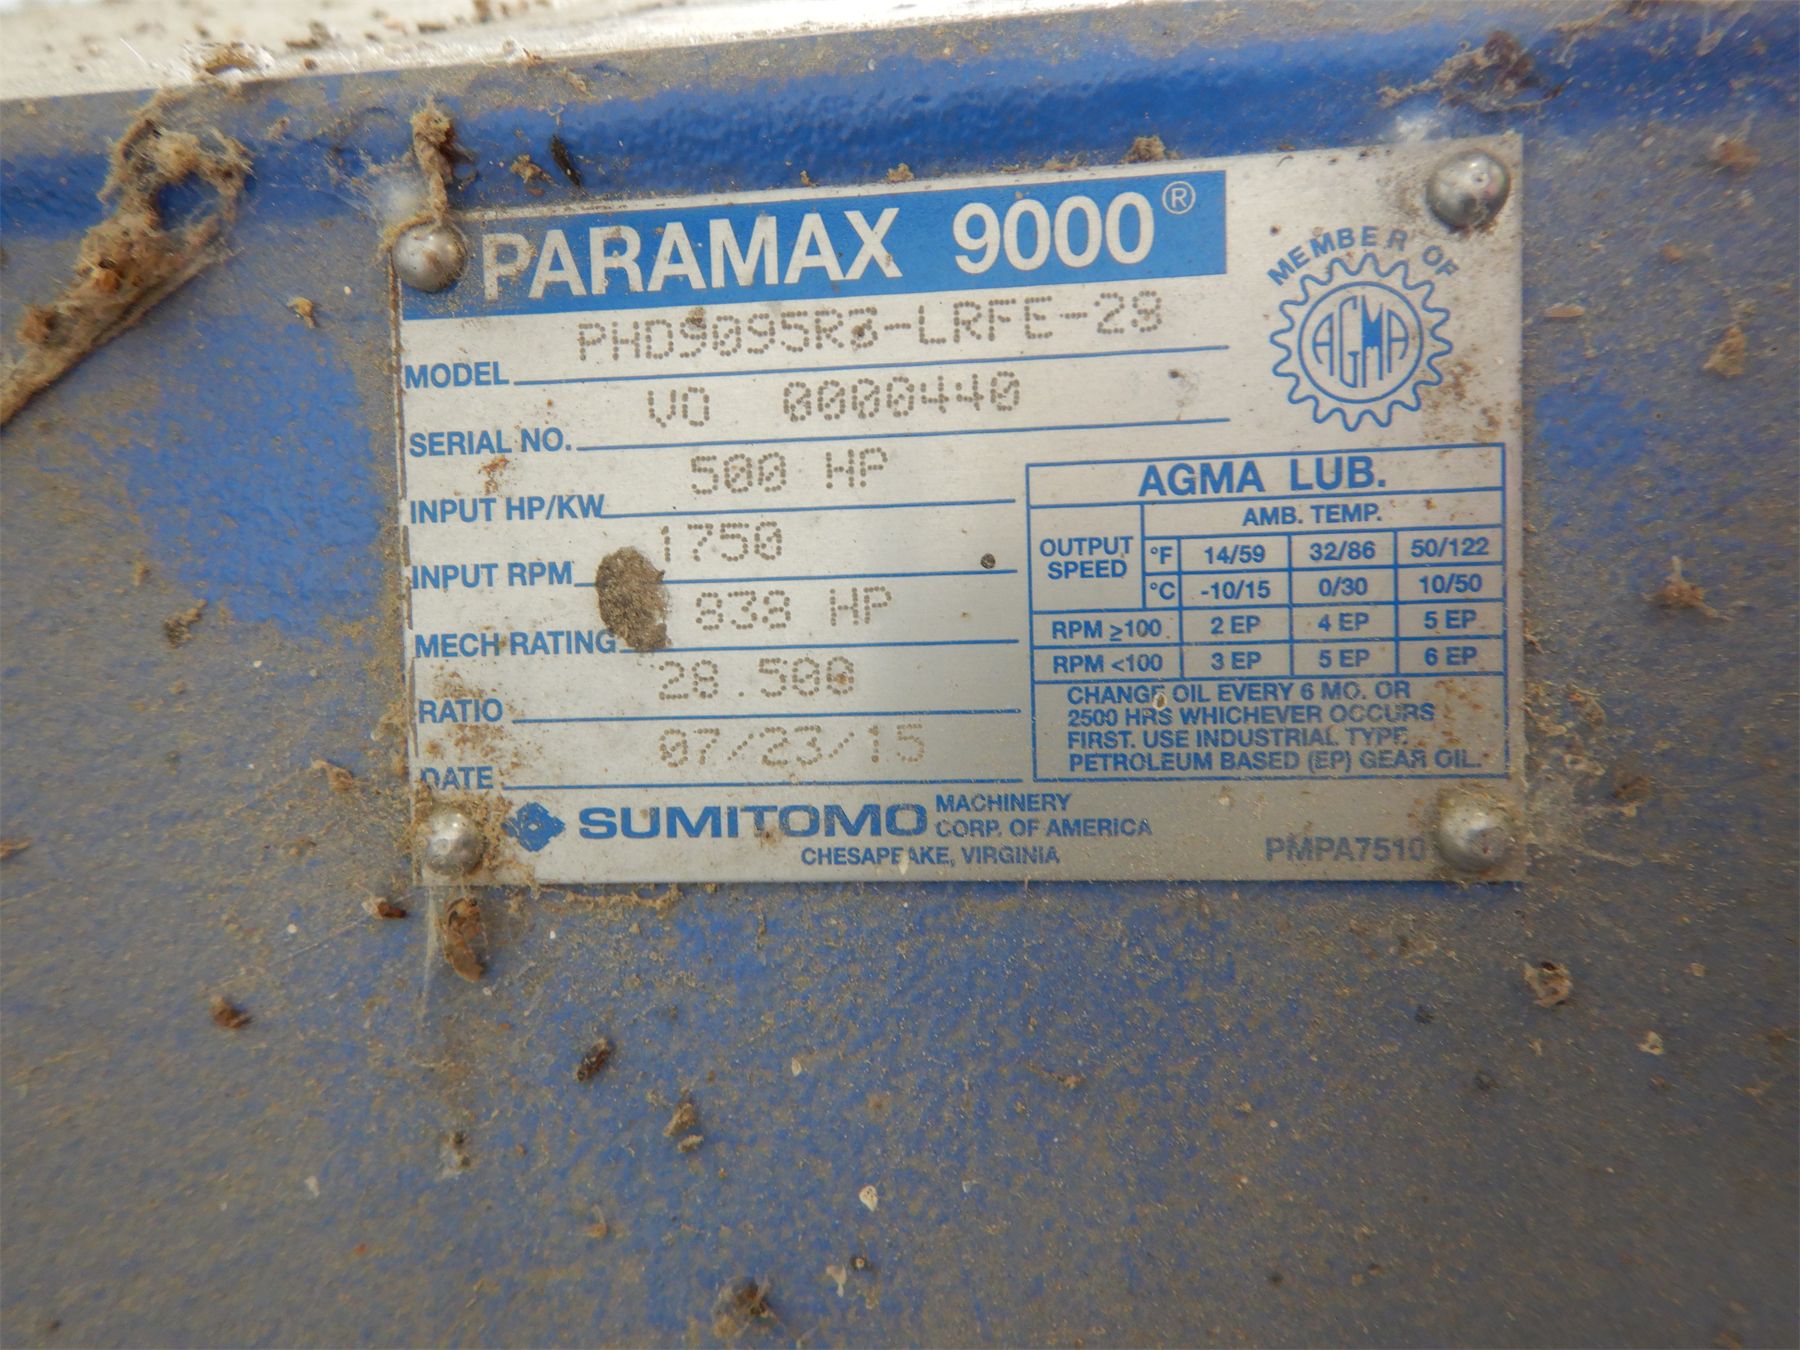 PARAMAX 9000®
MODEL PHD9095R3-LRFE-28
SERIAL NO. VO 0000440
INPUT HP/KW 500 HP
INPUT RPM 1750
MECH RATING 838 HP
RATIO 28.500
DATE 07/23/15
MEMBER OF
AGMA
AGMA LUB.
OUTPUT SPEED AMB. TEMP.
°F 14/59 32/86 50/122
°C -10/15 0/30 10/50
RPM ≥100 2 EP 4 EP 5 EP
RPM <100 3 EP 5 EP 6 EP
CHANGE OIL EVERY 6 MO. OR
2500 HRS WHICHEVER OCCURS
FIRST. USE INDUSTRIAL TYPE
PETROLEUM BASED (EP) GEAR OIL.
SUMITOMO MACHINERY
CORP. OF AMERICA
CHESAPEAKE, VIRGINIA
PMPA7510